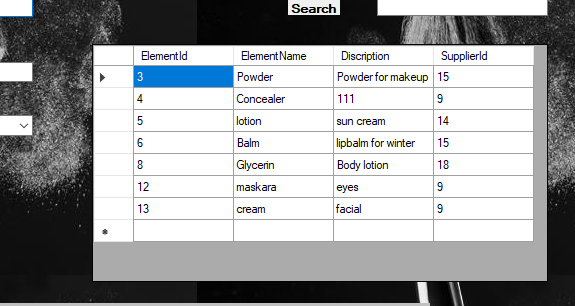 Search
ElementId ElementName Discription SupplierId
3 Powder Powder for makeup 15
4 Concealer 111 9
5 lotion sun cream 14
6 Balm lipbalm for winter 15
8 Glycerin Body lotion 18
12 maskara eyes 9
13 cream facial 9